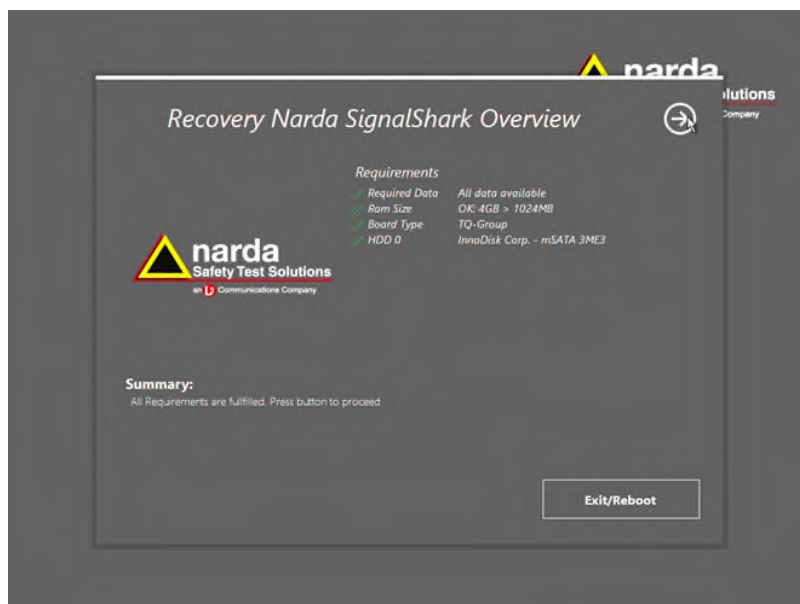 narda
lutions
Company
Recovery Narda SignalShark Overview
Requirements
Required Data All data available
Ram Size OK: 4GB > 1024MB
Board Type TQ-Group
HDD 0 InnoDisk Corp. - mSATA 3ME3
narda
Safety Test Solutions
an L3 Communications Company
Summary:
All Requirements are fullfilled. Press button to proceed
Exit/Reboot